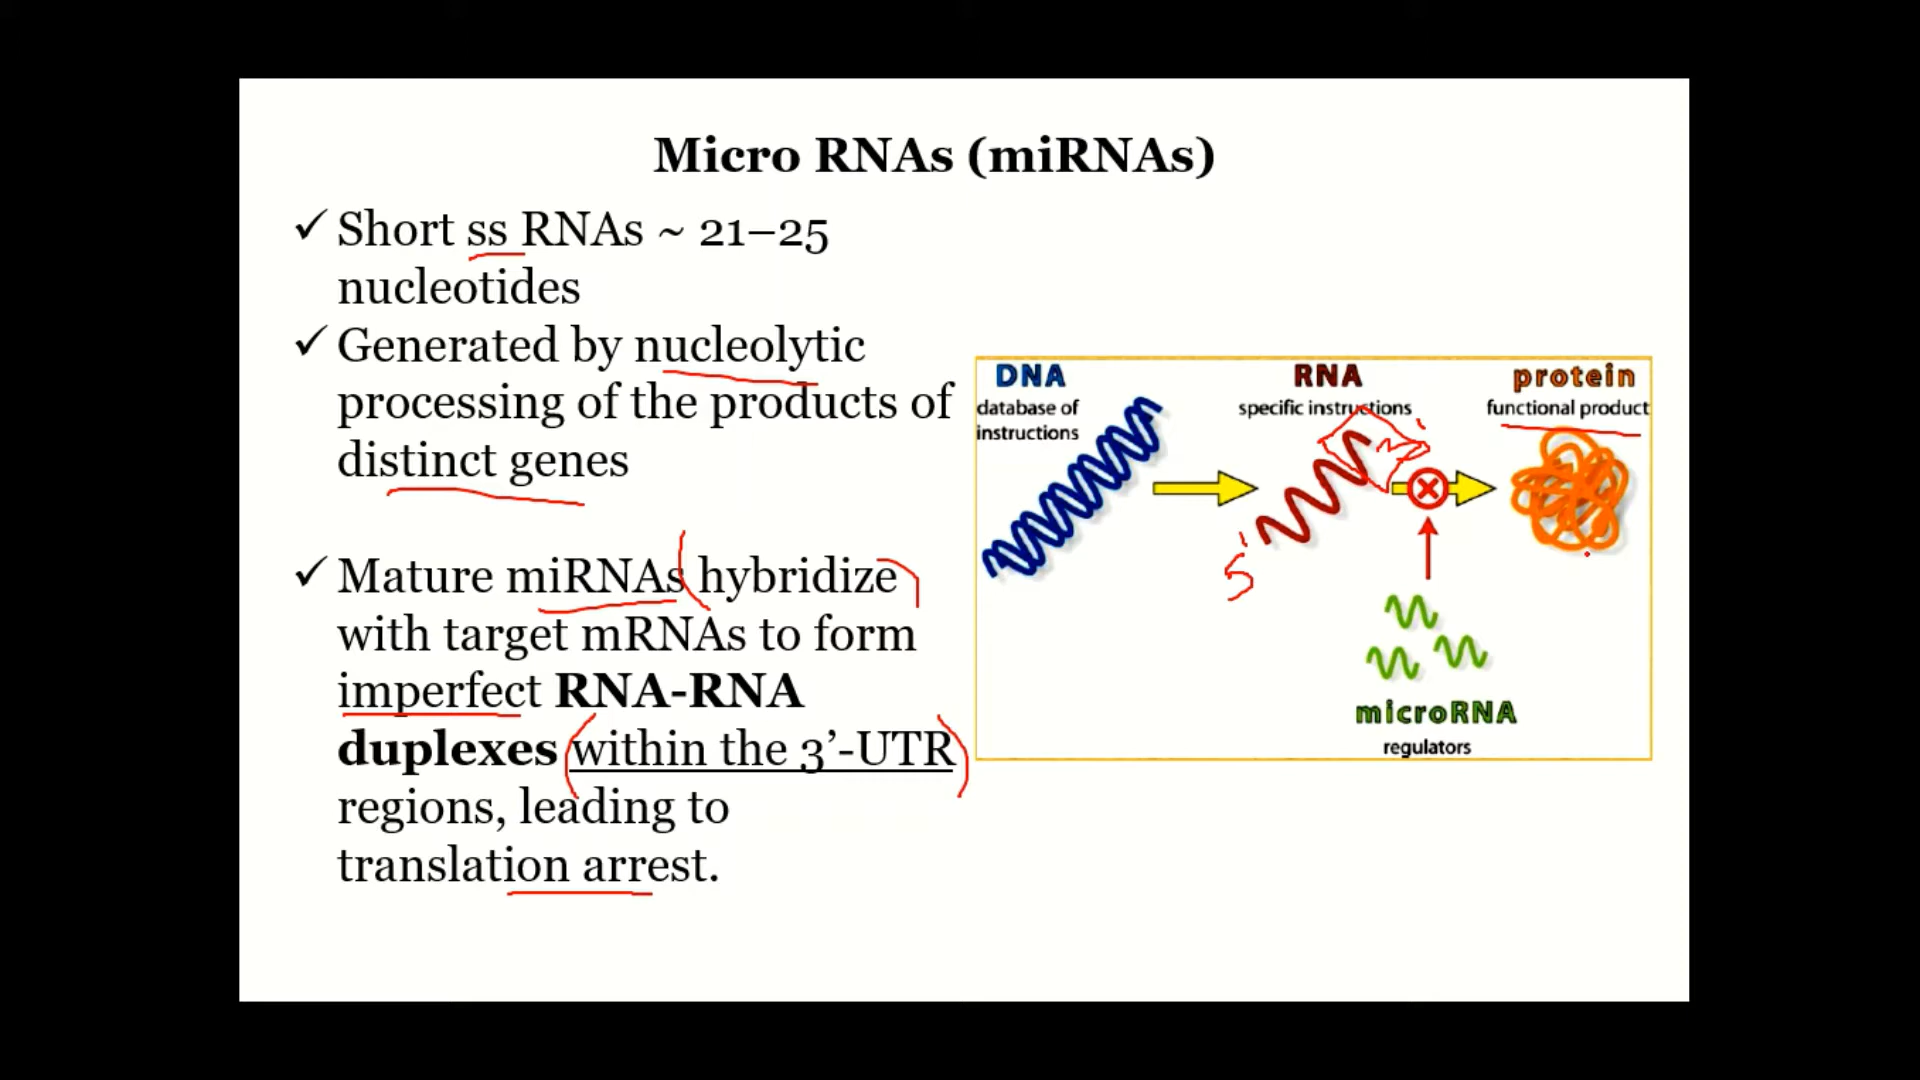 Micro RNAs (miRNAs)
✓ Short ss RNAs ~ 21–25
nucleotides
✓ Generated by nucleolytic
processing of the products of
distinct genes
✓ Mature miRNAs hybridize
with target mRNAs to form
imperfect RNA-RNA
duplexes within the 3’-UTR
regions, leading to
translation arrest.
DNA
database of
instructions
RNA
specific instructions
protein
functional product
5'
microRNA
regulators